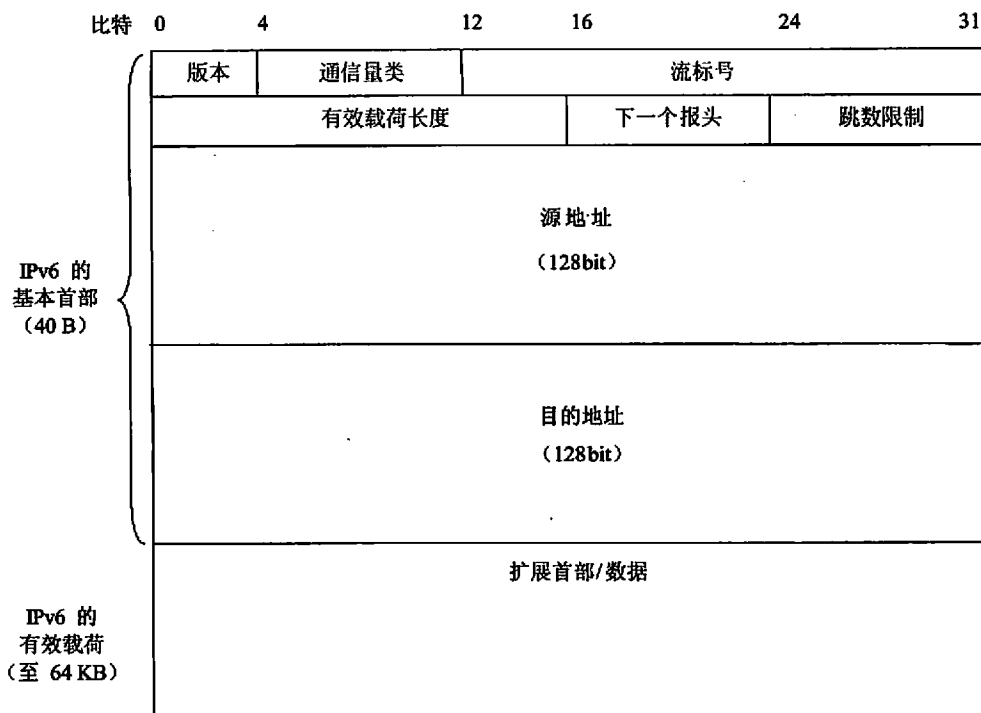 比特 0 4 12 16 24 31
版本 通信量类 流标号
有效载荷长度 下一个报头 跳数限制
源地址
（128bit）
IPv6 的
基本首部
（40 B）
目的地址
（128bit）
扩展首部/数据
IPv6 的
有效载荷
（至 64 KB）